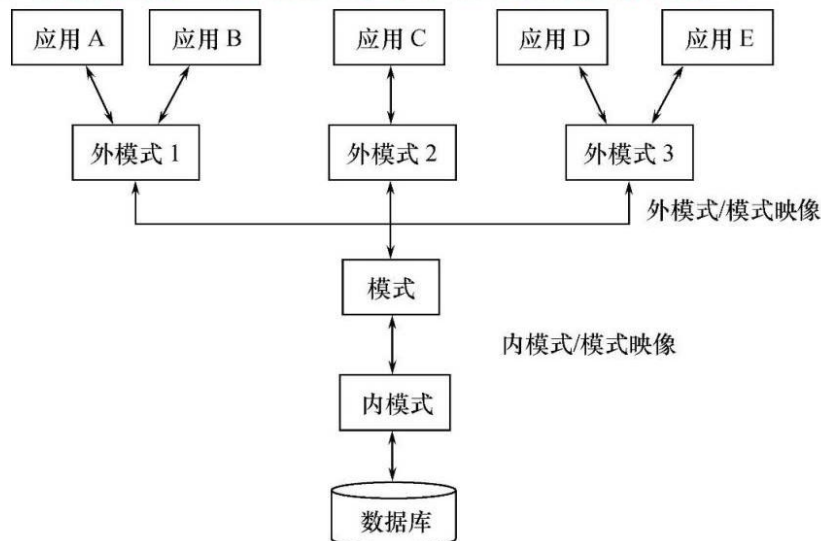 应用 A 应用 B 应用 C 应用 D 应用 E
外模式 1 外模式 2 外模式 3
外模式/模式映像
模式
内模式/模式映像
内模式
数据库